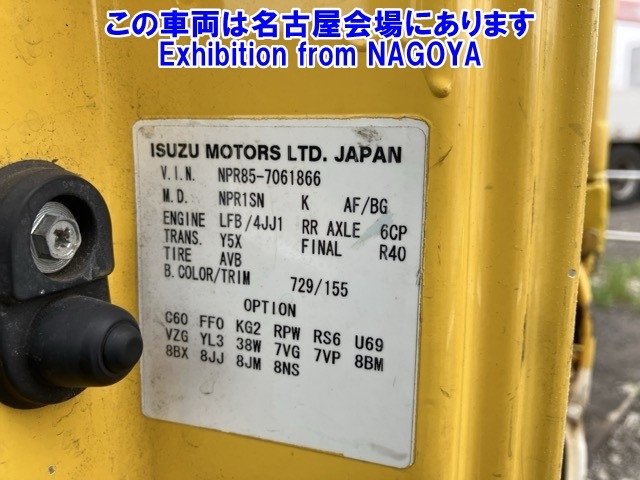 この車両は名古屋会場にあります
Exhibition from NAGOYA
ISUZU MOTORS LTD. JAPAN
V.I.N. NPR85-7061866
M.D. NPR1SN K AF/BG
ENGINE LFB/4JJ1 RR AXLE 6CP
TRANS. Y5X FINAL R40
TIRE AVB
B.COLOR/TRIM 729/155
OPTION
C60 FF0 KG2 RPW RS6 U69
VZG YL3 38W 7VG 7VP 8BM
8BX 8JJ 8JM 8NS